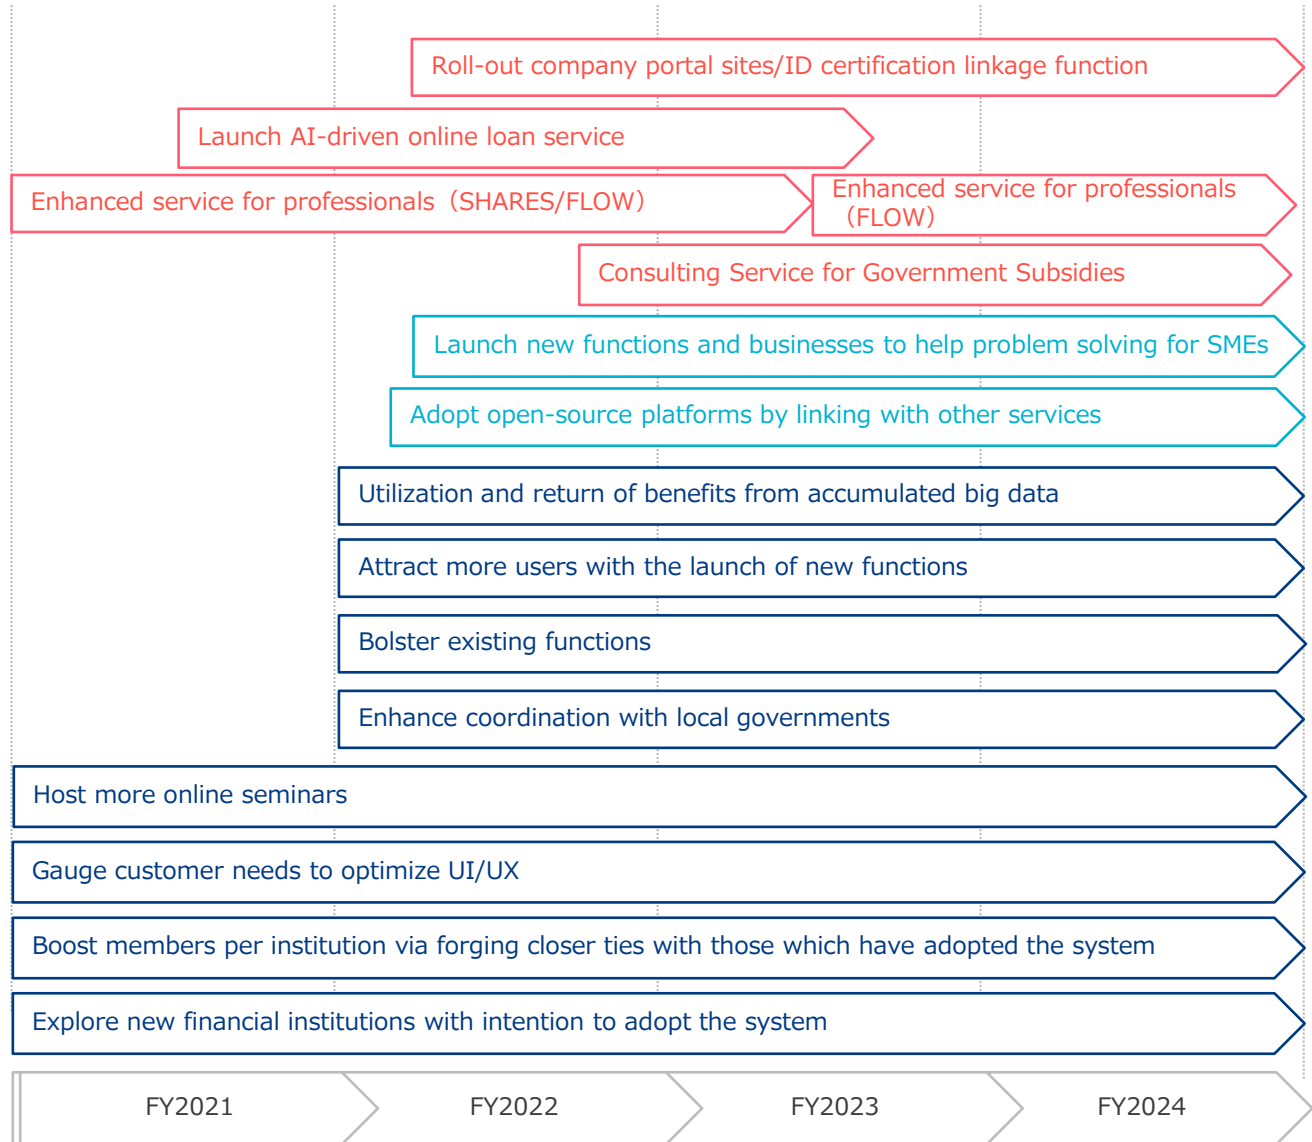 Roll-out company portal sites/ID certification linkage function
Launch AI-driven online loan service
Enhanced service for professionals（SHARES/FLOW）
Enhanced service for professionals
（FLOW）
Consulting Service for Government Subsidies
Launch new functions and businesses to help problem solving for SMEs
Adopt open-source platforms by linking with other services
Utilization and return of benefits from accumulated big data
Attract more users with the launch of new functions
Bolster existing functions
Enhance coordination with local governments
Host more online seminars
Gauge customer needs to optimize UI/UX
Boost members per institution via forging closer ties with those which have adopted the system
Explore new financial institutions with intention to adopt the system
FY2021
FY2022
FY2023
FY2024